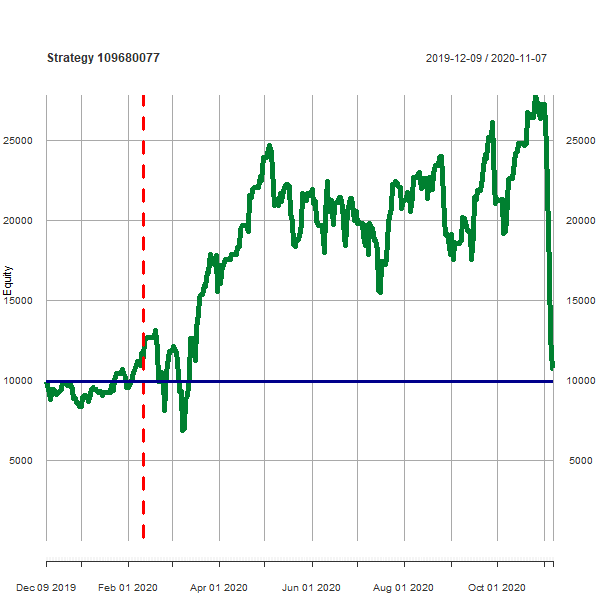 Strategy 109680077
2019-12-09 / 2020-11-07
25000
25000
20000
20000
Equity
15000
15000
10000
10000
5000
5000
Dec 09 2019
Feb 01 2020
Apr 01 2020
Jun 01 2020
Aug 01 2020
Oct 01 2020